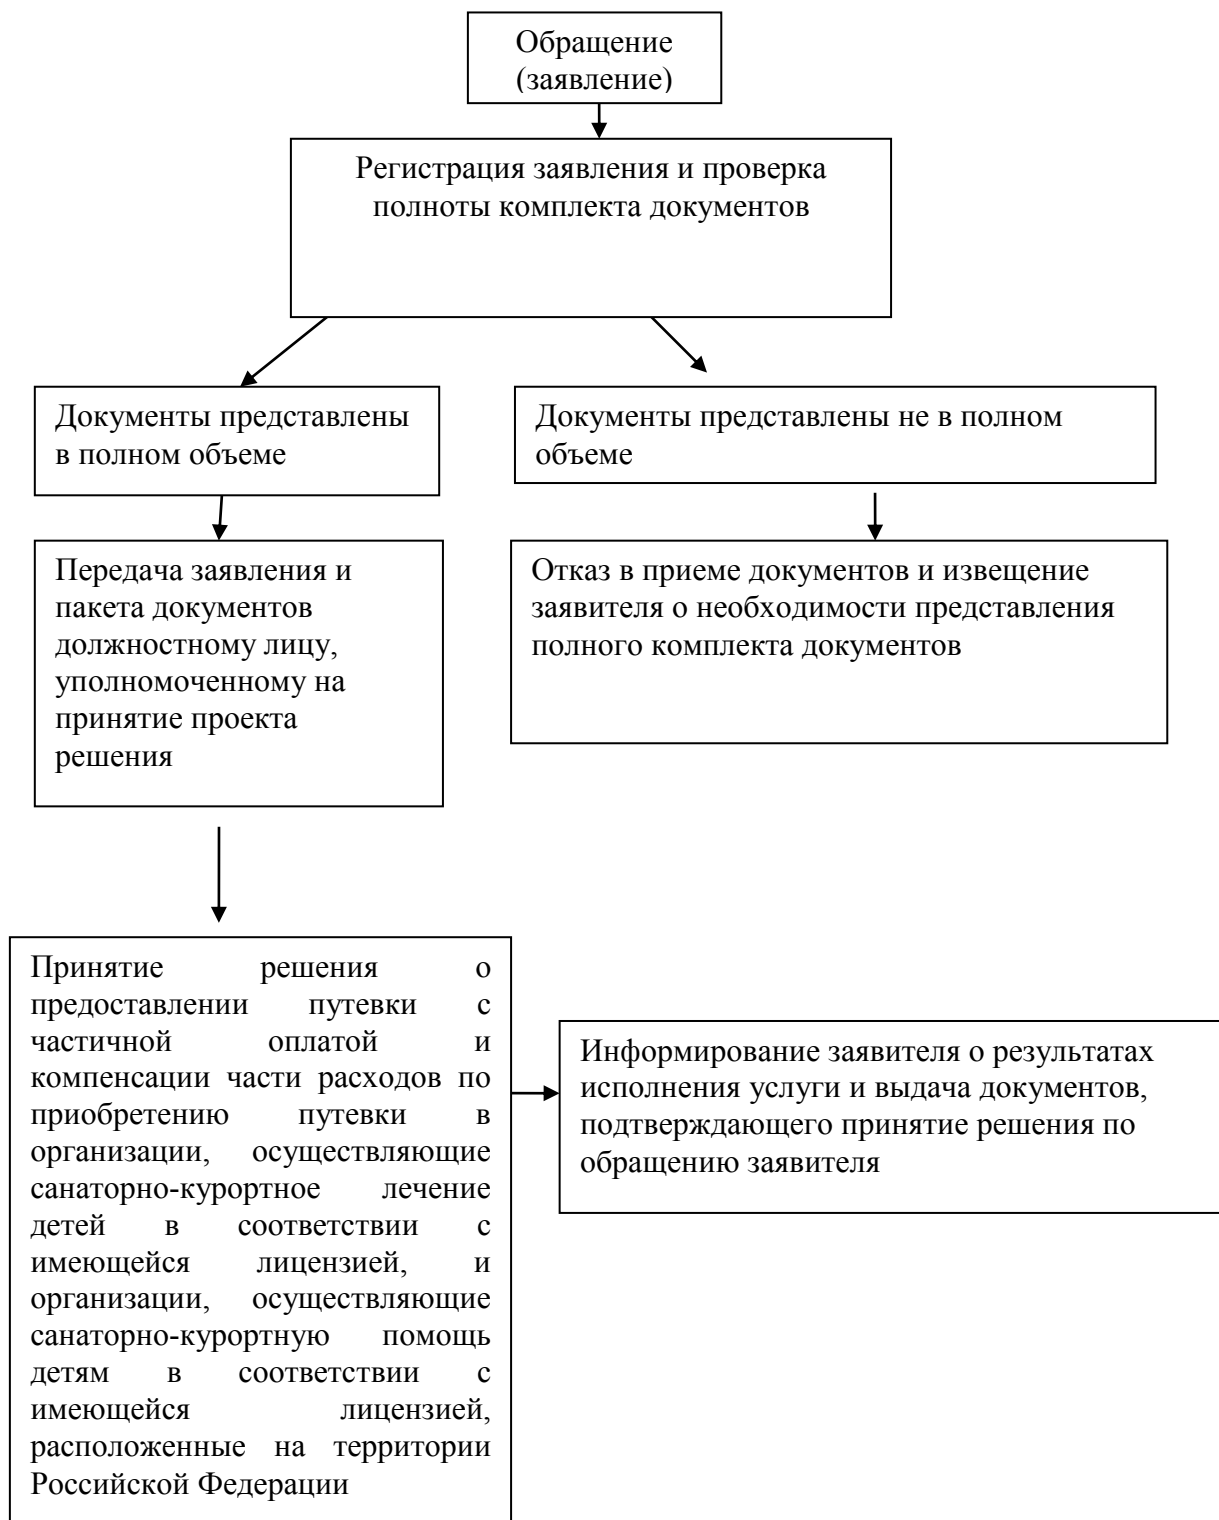 Обращение
(заявление)
Регистрация заявления и проверка
полноты комплекта документов
Документы представлены
в полном объеме
Документы представлены не в полном
объеме
Передача заявления и
пакета документов
должностному лицу,
уполномоченному на
принятие проекта
решения
Отказ в приеме документов и извещение
заявителя о необходимости представления
полного комплекта документов
Принятие решения о
предоставлении путевки с
частичной оплатой и
компенсации части расходов по
приобретению путевки в
организации, осуществляющие
санаторно-курортное лечение
детей в соответствии с
имеющейся лицензией, и
организации, осуществляющие
санаторно-курортную помощь
детям в соответствии с
имеющейся лицензией,
расположенные на территории
Российской Федерации
Информирование заявителя о результатах
исполнения услуги и выдача документов,
подтверждающего принятие решения по
обращению заявителя